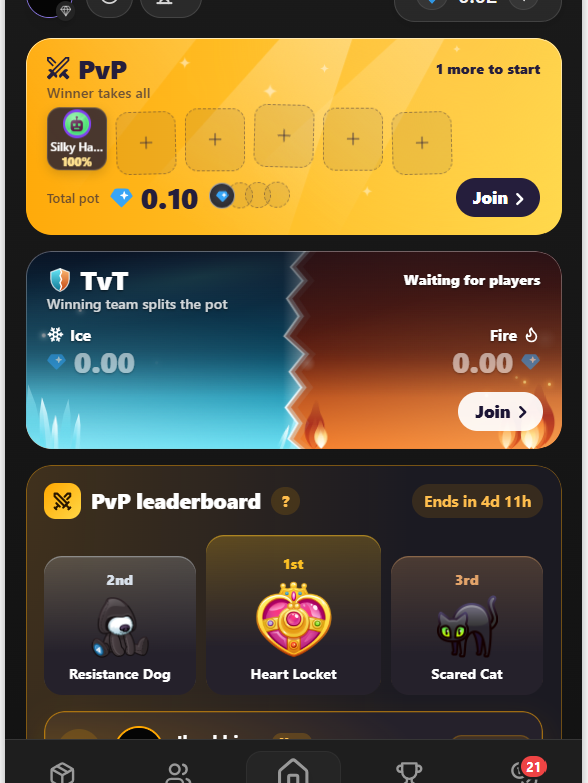 PvP
1 more to start
Winner takes all
Silky Ha...
100%
Total pot 0.10
Join
TvT
Waiting for players
Winning team splits the pot
Ice
Fire
0.00
0.00
Join
PvP leaderboard ?
Ends in 4d 11h
2nd
1st
3rd
Resistance Dog
Heart Locket
Scared Cat
21